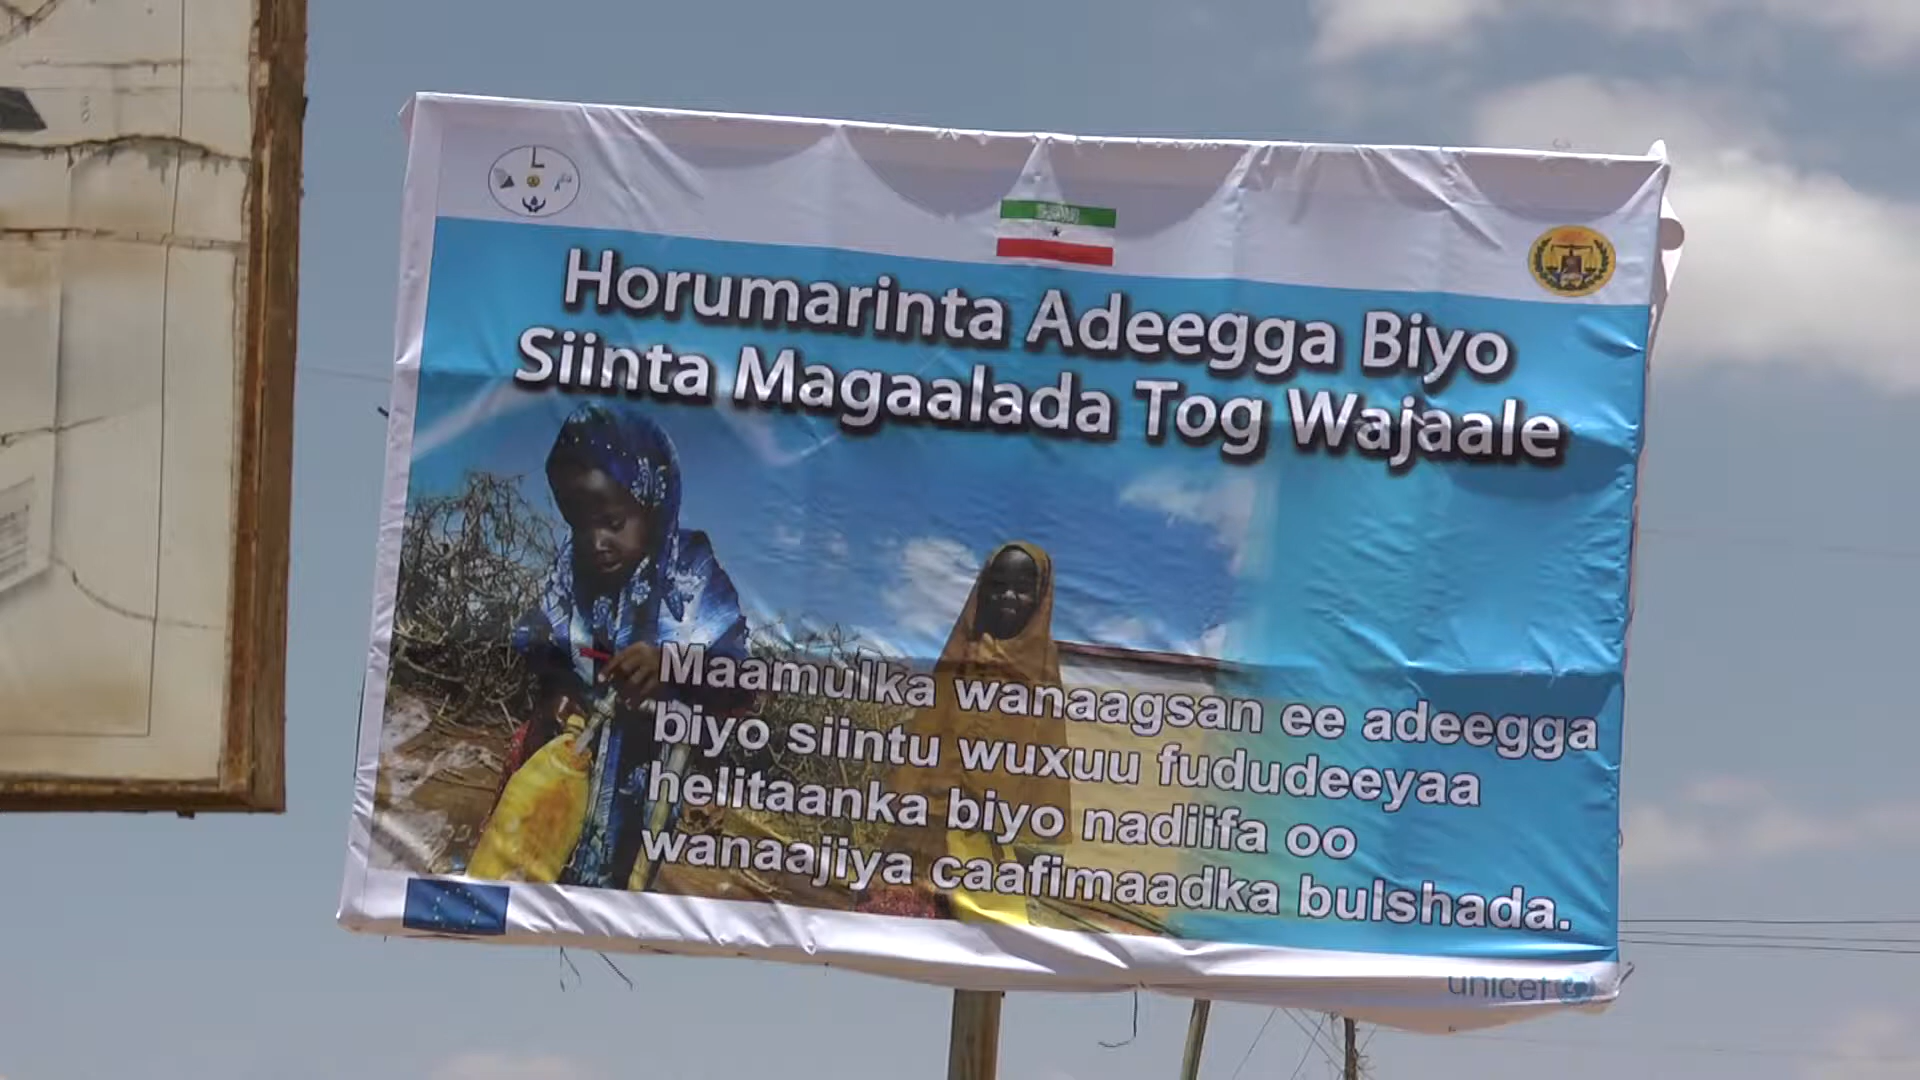 L
Horumarinta Adeegga Biyo
Siinta Magaalada Tog Wajaale
Maamulka wanaagsan ee adeegga
biyo siintu wuxuu fududeeyaa
helitaanka biyo nadiifa oo
wanaajiya caafimaadka bulshada.
unicef